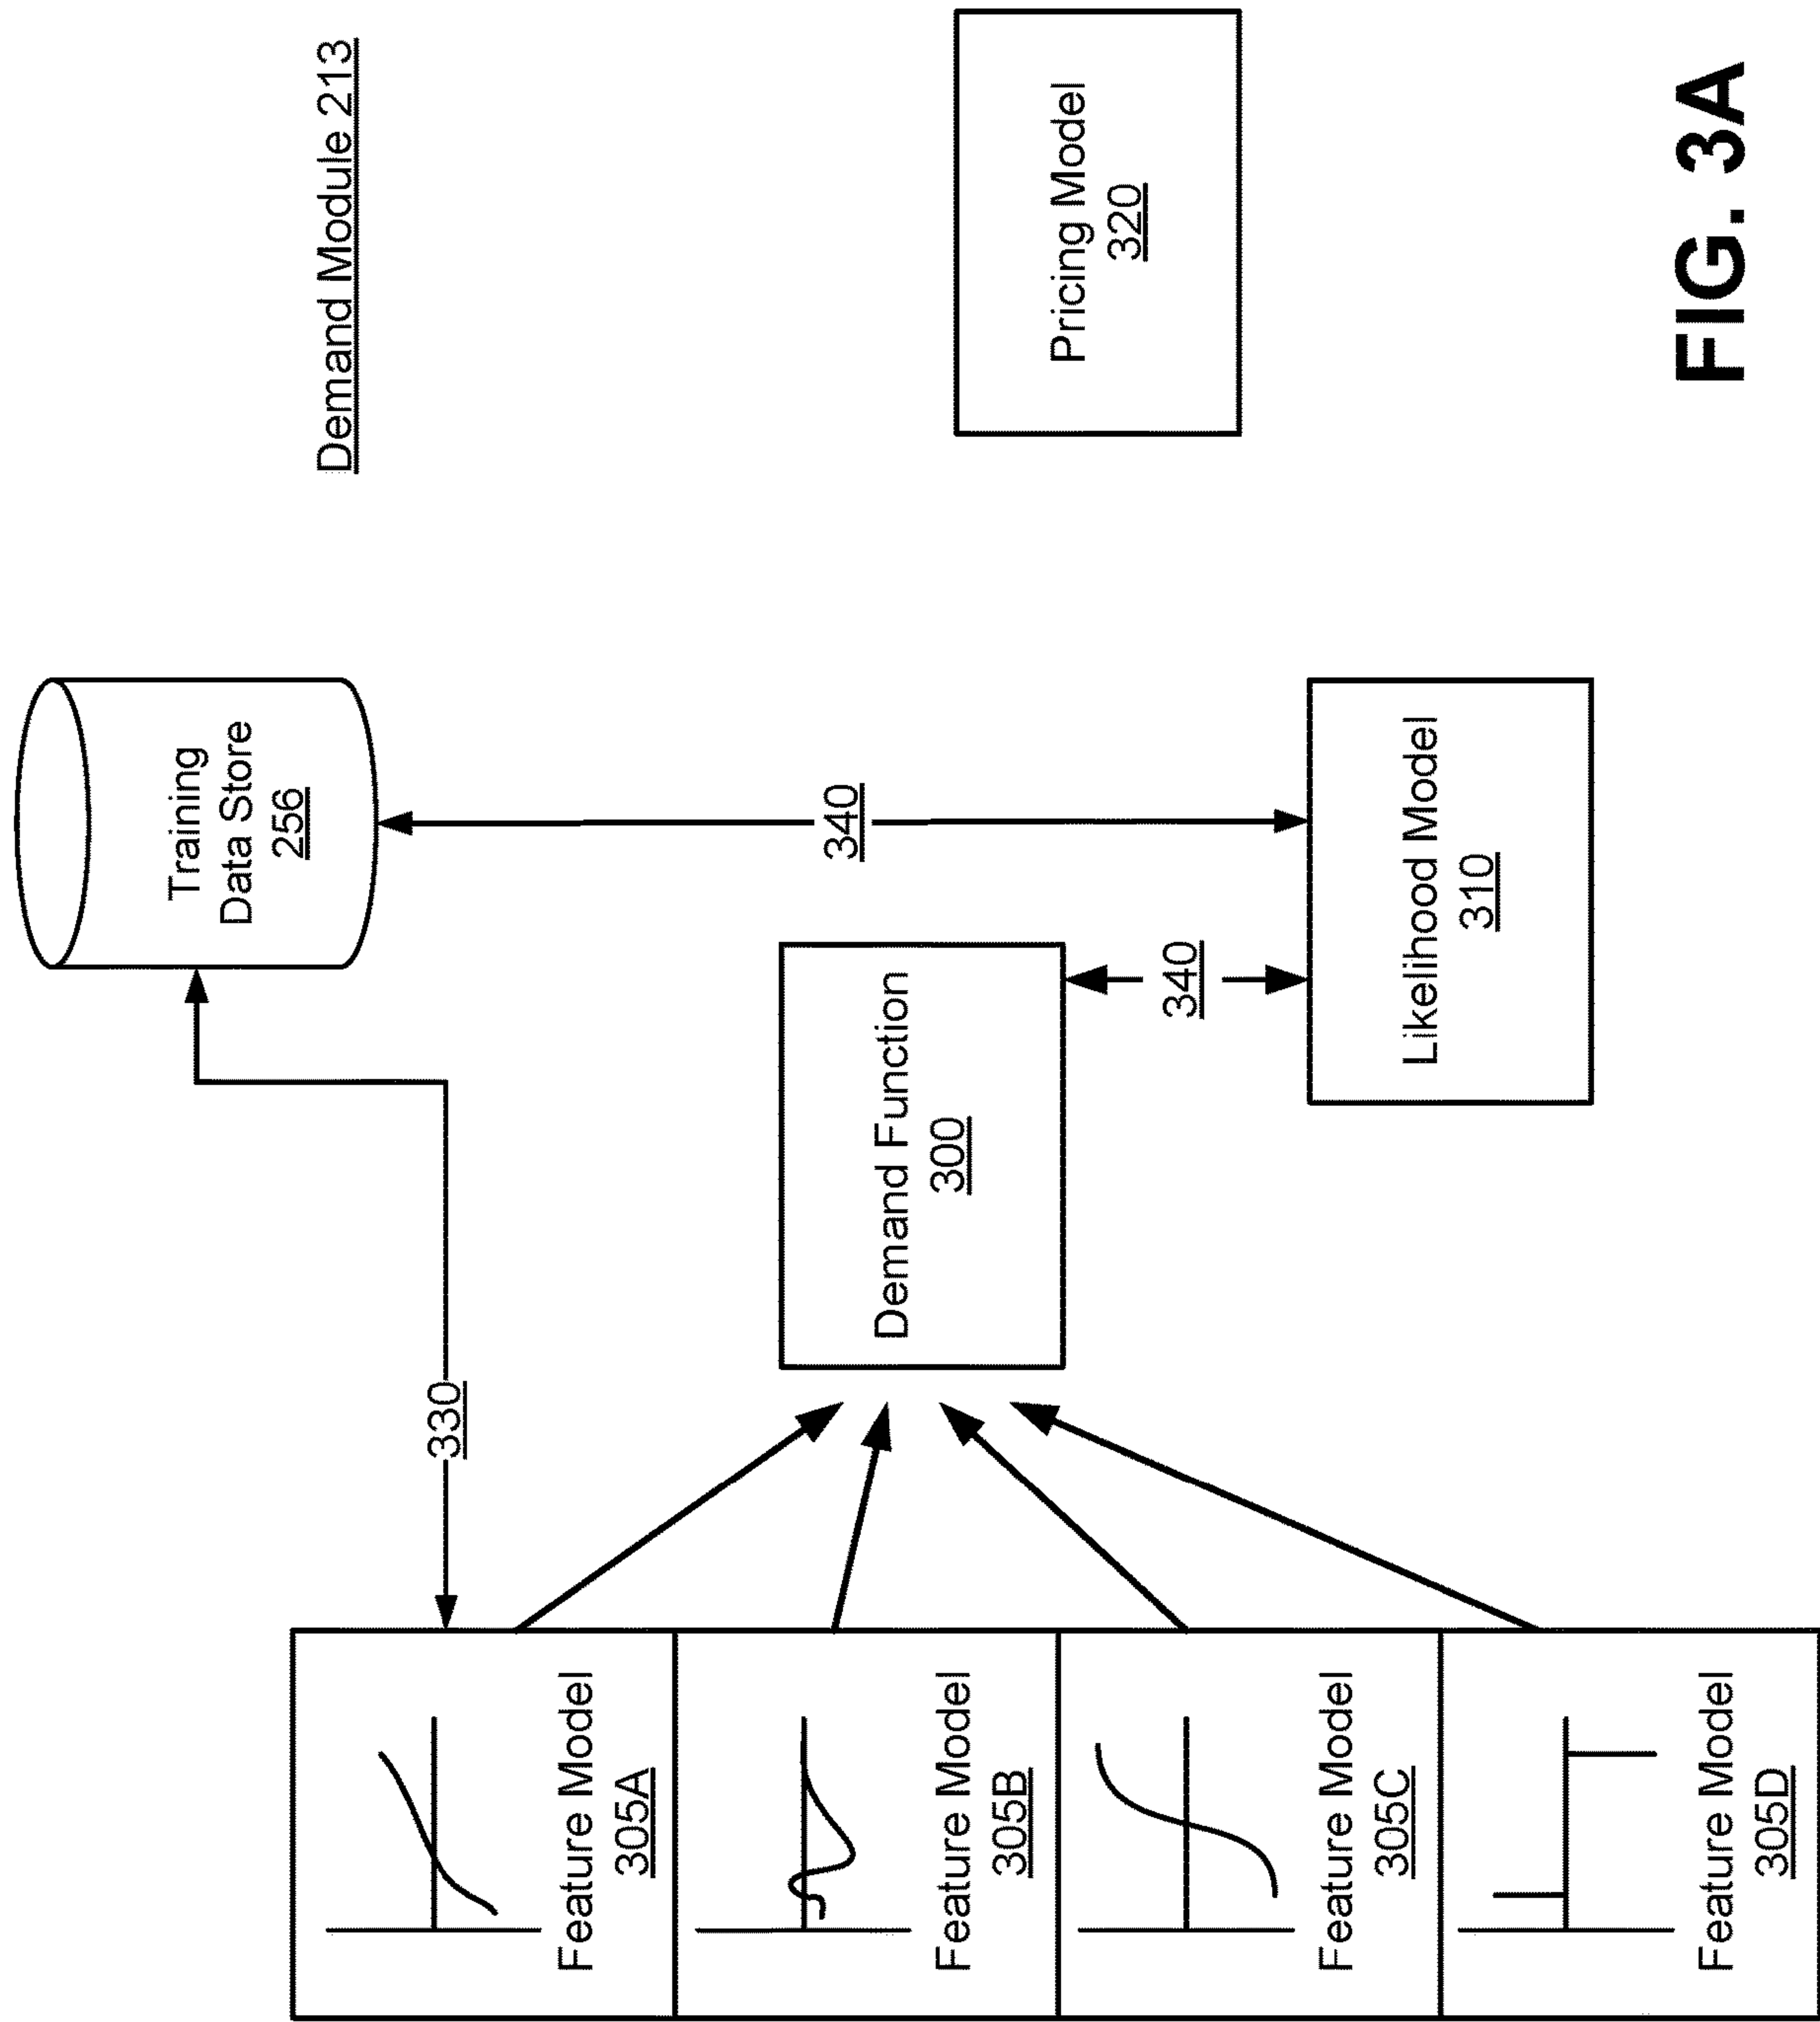 Demand Module 213
Training
Data Store
256
330
Feature Model
305A
Feature Model
305B
Feature Model
305C
Feature Model
305D
Demand Function
300
340
340
Likelihood Model
310
Pricing Model
320
FIG. 3A